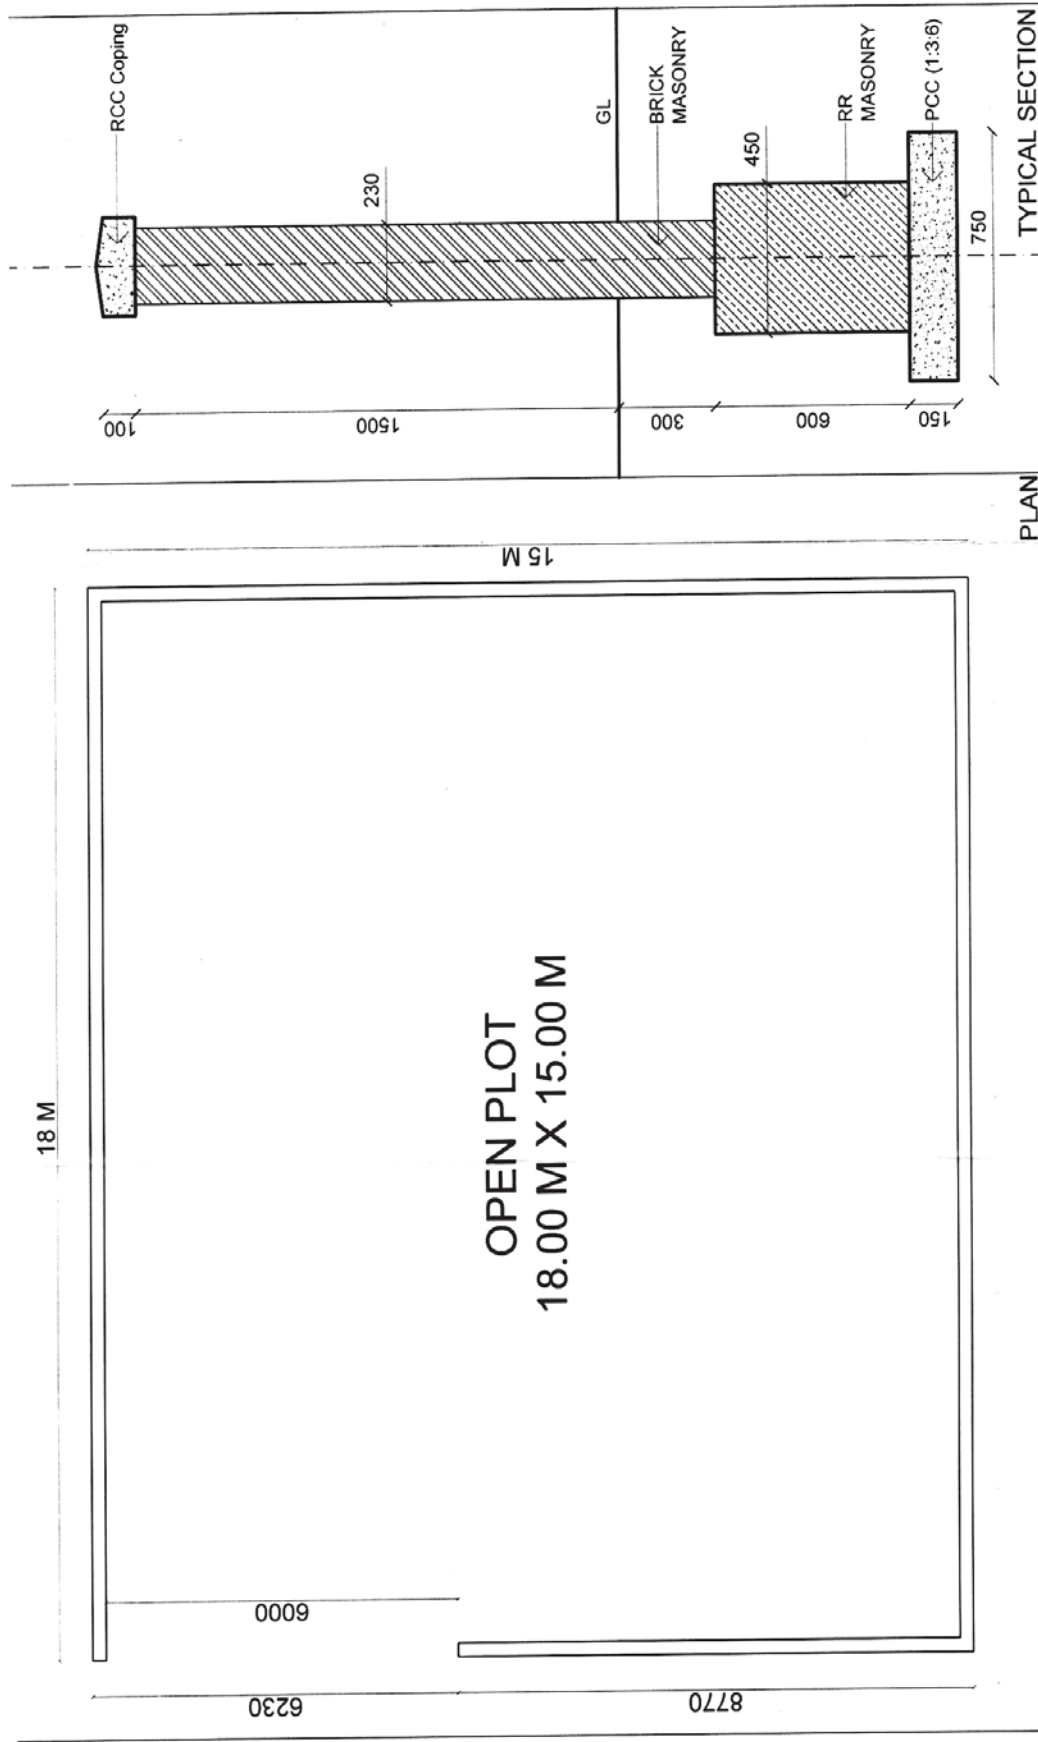 RCC Coping
230
GL
BRICK
MASONRY
450
RR
MASONRY
PCC (1:3:6)
750
TYPICAL SECTION
100
1500
300
600
150
PLAN
15 M
18 M
OPEN PLOT
18.00 M X 15.00 M
6000
6230
8770